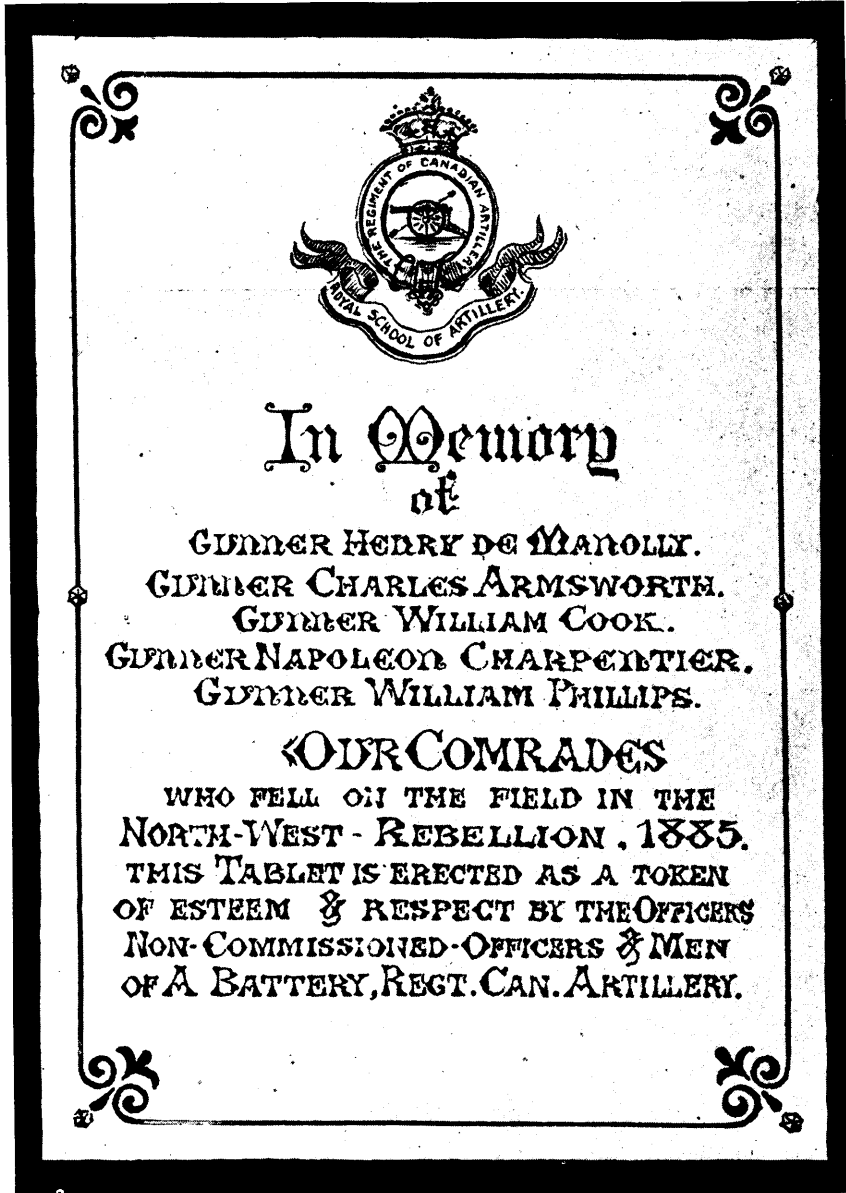 THE REGIMENT OF CANADIAN ARTILLERY
ROYAL SCHOOL OF ARTILLERY.
In Memory
of
GUNNER HENRY DE MANOLLY.
GUNNER CHARLES ARMSWORTH.
GUNNER WILLIAM COOK.
GUNNER NAPOLEON CHARPENTIER.
GUNNER WILLIAM PHILLIPS.
«OUR COMRADES
WHO FELL ON THE FIELD IN THE
NORTH-WEST-REBELLION. 1885.
THIS TABLET IS ERECTED AS A TOKEN
OF ESTEEM & RESPECT BY THE OFFICERS
NON-COMMISSIONED-OFFICERS & MEN
OF A BATTERY, REGT. CAN. ARTILLERY.